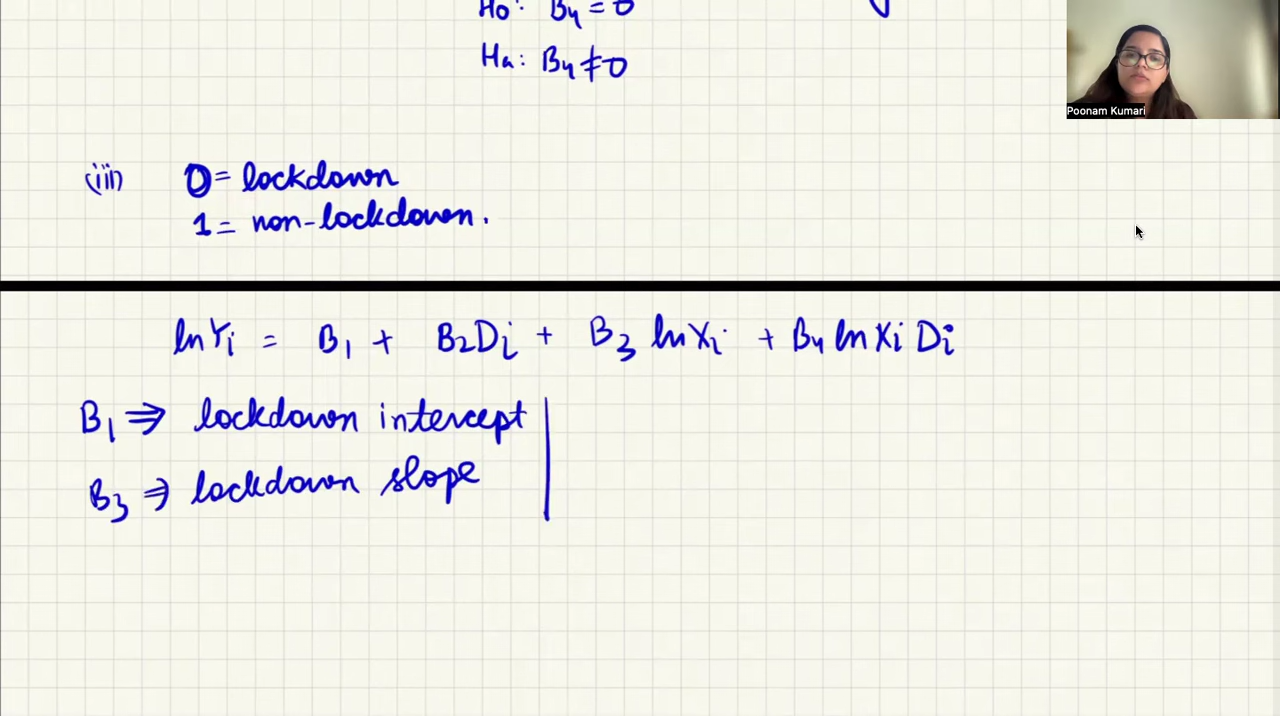 H₀: B₄ = 0
Hₐ: B₄ ≠ 0
Poonam Kumari
(iii) 0 = lockdown
1 = non-lockdown.
ln Yᵢ = B₁ + B₂Dᵢ + B₃ ln Xᵢ + B₄ ln Xᵢ Dᵢ
B₁ ⇒ lockdown intercept
B₃ ⇒ lockdown slope